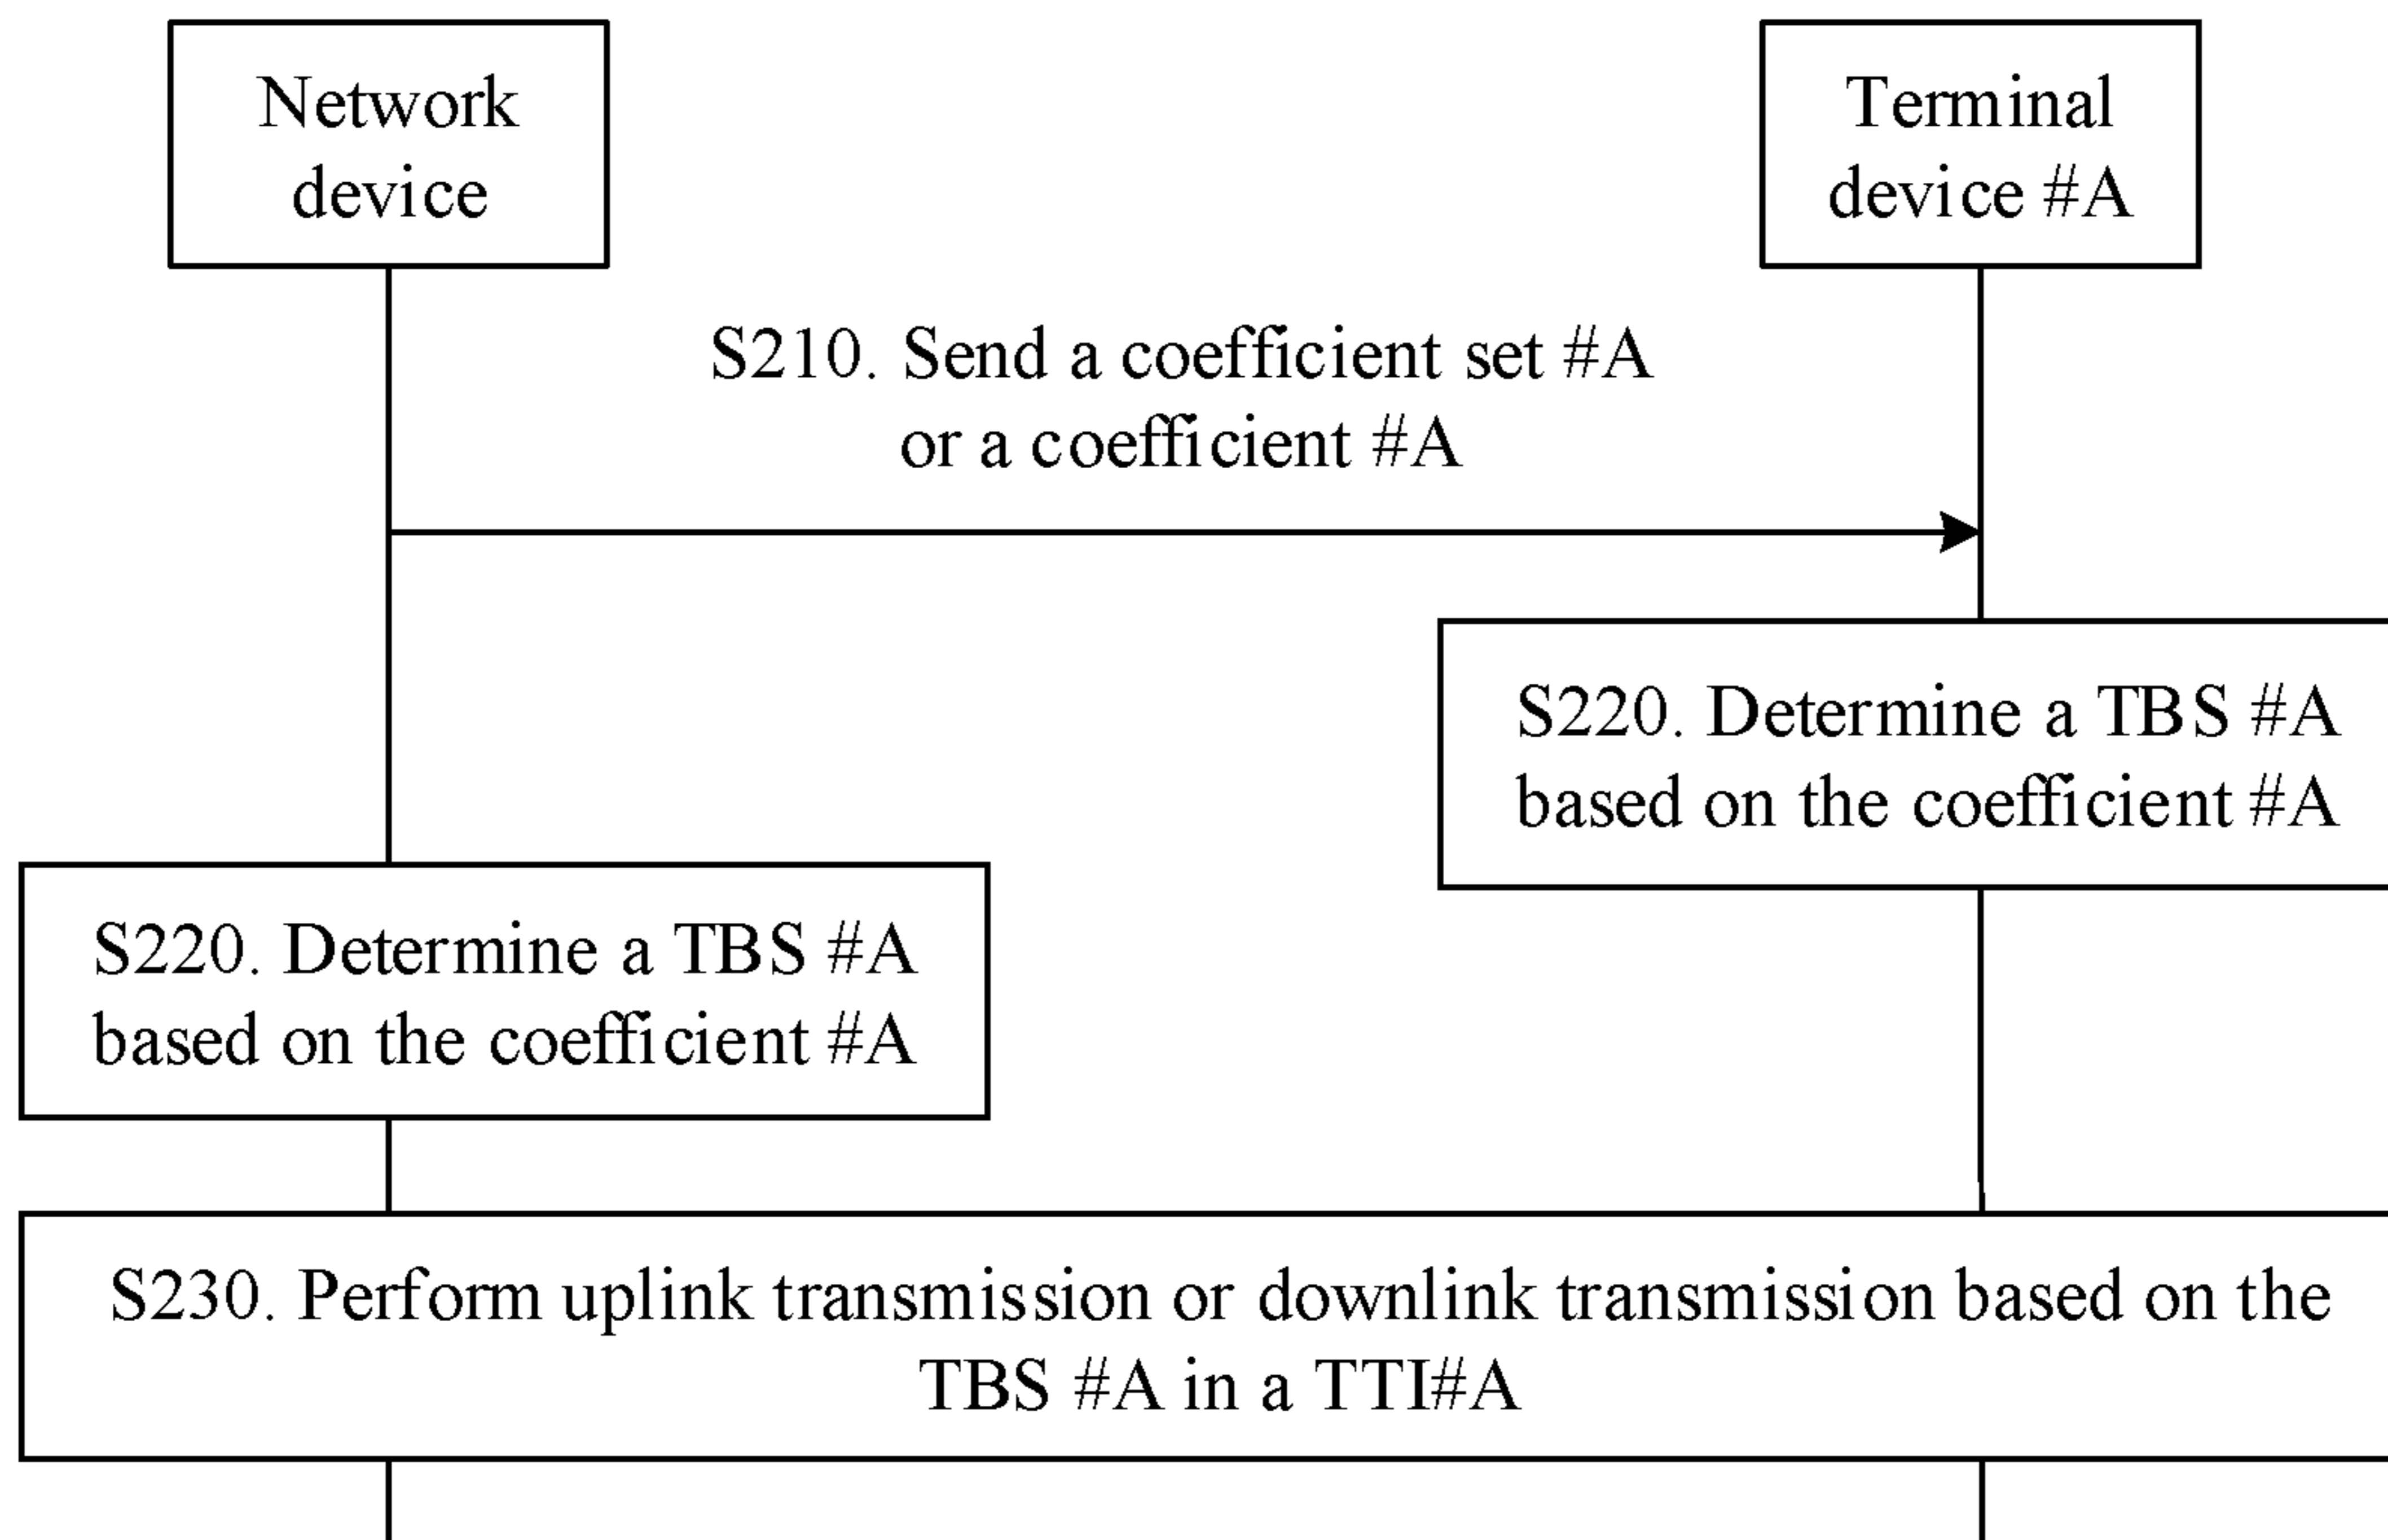 Network
device
Terminal
device #A
S210. Send a coefficient set #A
or a coefficient #A
S220. Determine a TBS #A
based on the coefficient #A
S220. Determine a TBS #A
based on the coefficient #A
S230. Perform uplink transmission or downlink transmission based on the
TBS #A in a TTI#A